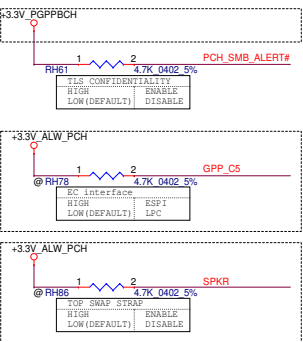 +3.3V_PGPPBCH
1 2 PCH_SMB_ALERT#
RH61 4.7K_0402_5%
TLS CONFIDENTIALITY
HIGH ENABLE
LOW(DEFAULT) DISABLE
+3.3V_ALW_PCH
1 2 GPP_C5
@ RH78 4.7K_0402_5%
EC interface
HIGH ESPI
LOW(DEFAULT) LPC
+3.3V_ALW_PCH
1 2 SPKR
@ RH86 4.7K_0402_5%
TOP SWAP STRAP
HIGH ENABLE
LOW(DEFAULT) DISABLE